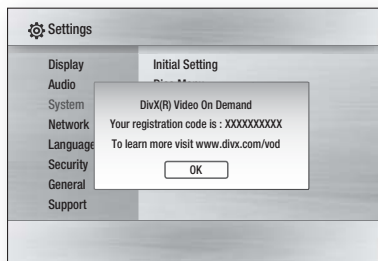 Settings
Display
Initial Setting
Audio
System
Network
Language
Security
General
Support
DivX(R) Video On Demand
Your registration code is : XXXXXXXXXX
To learn more visit www.divx.com/vod
OK